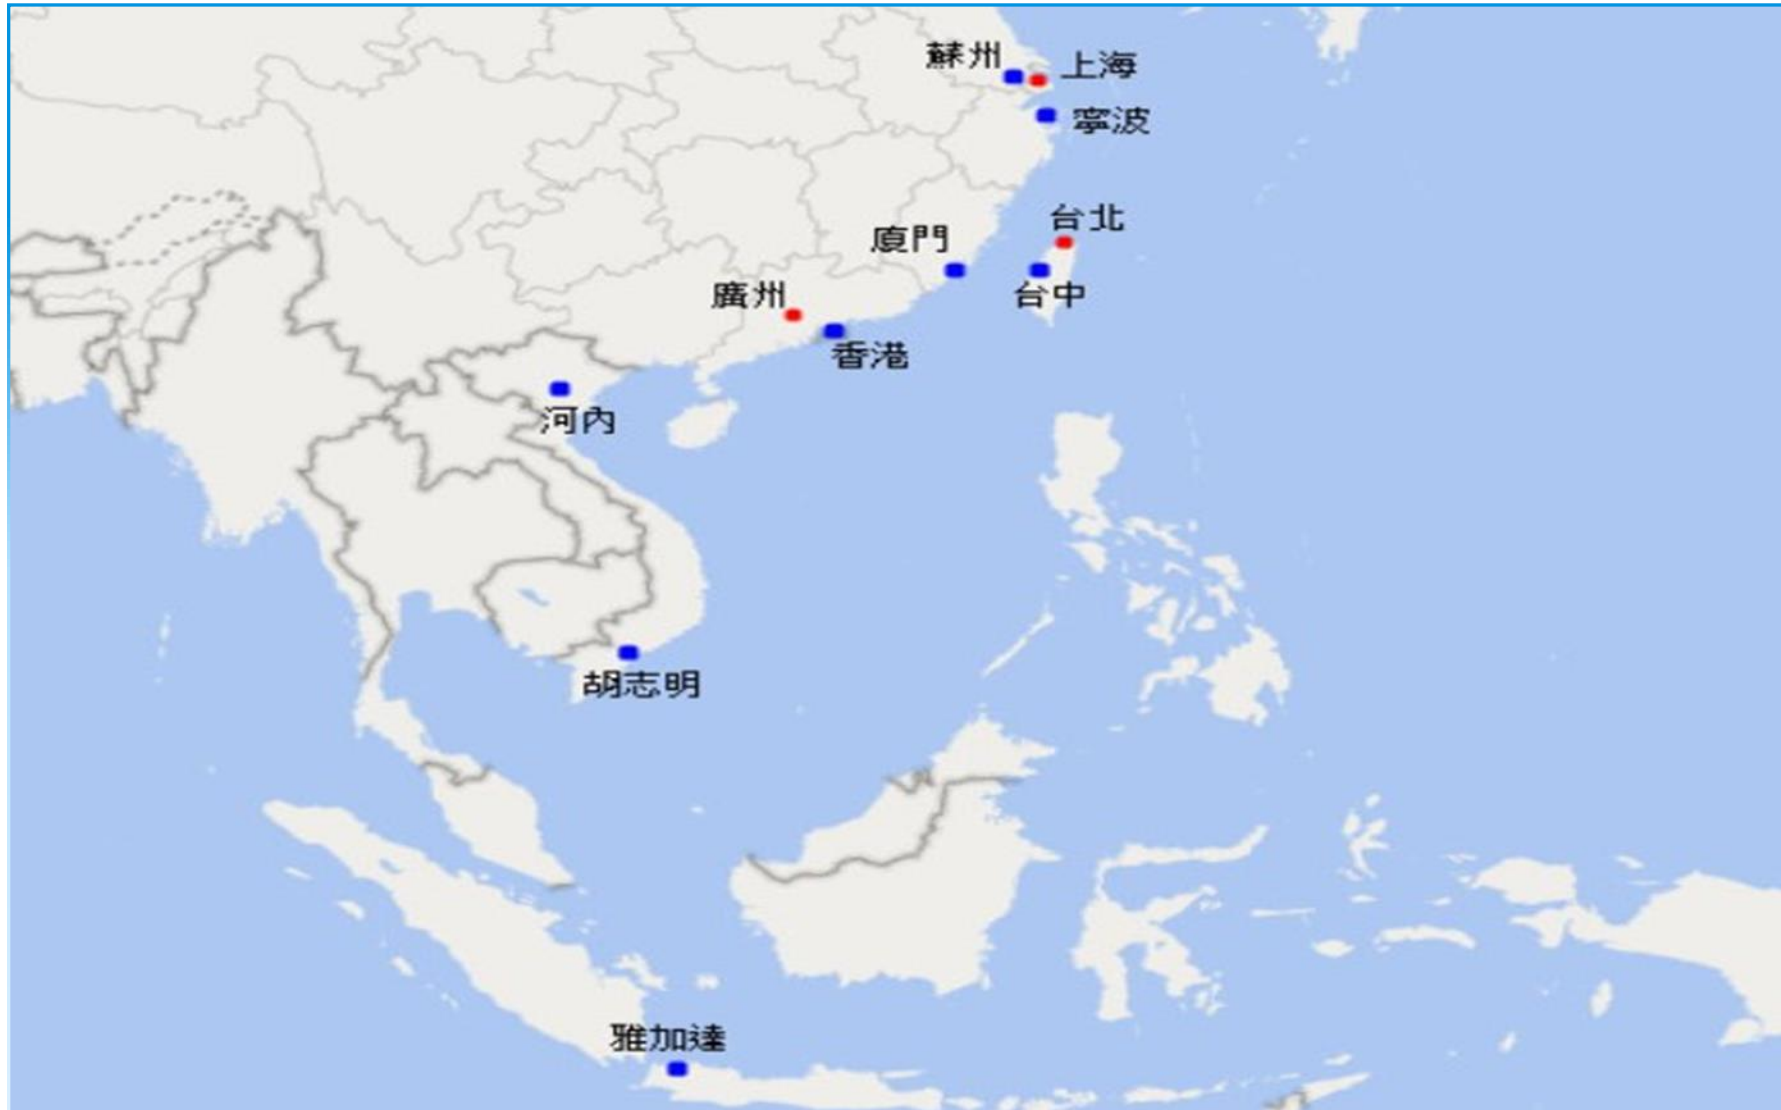 蘇州
上海
寧波
台北
廈門
台中
廣州
香港
河內
胡志明
雅加達